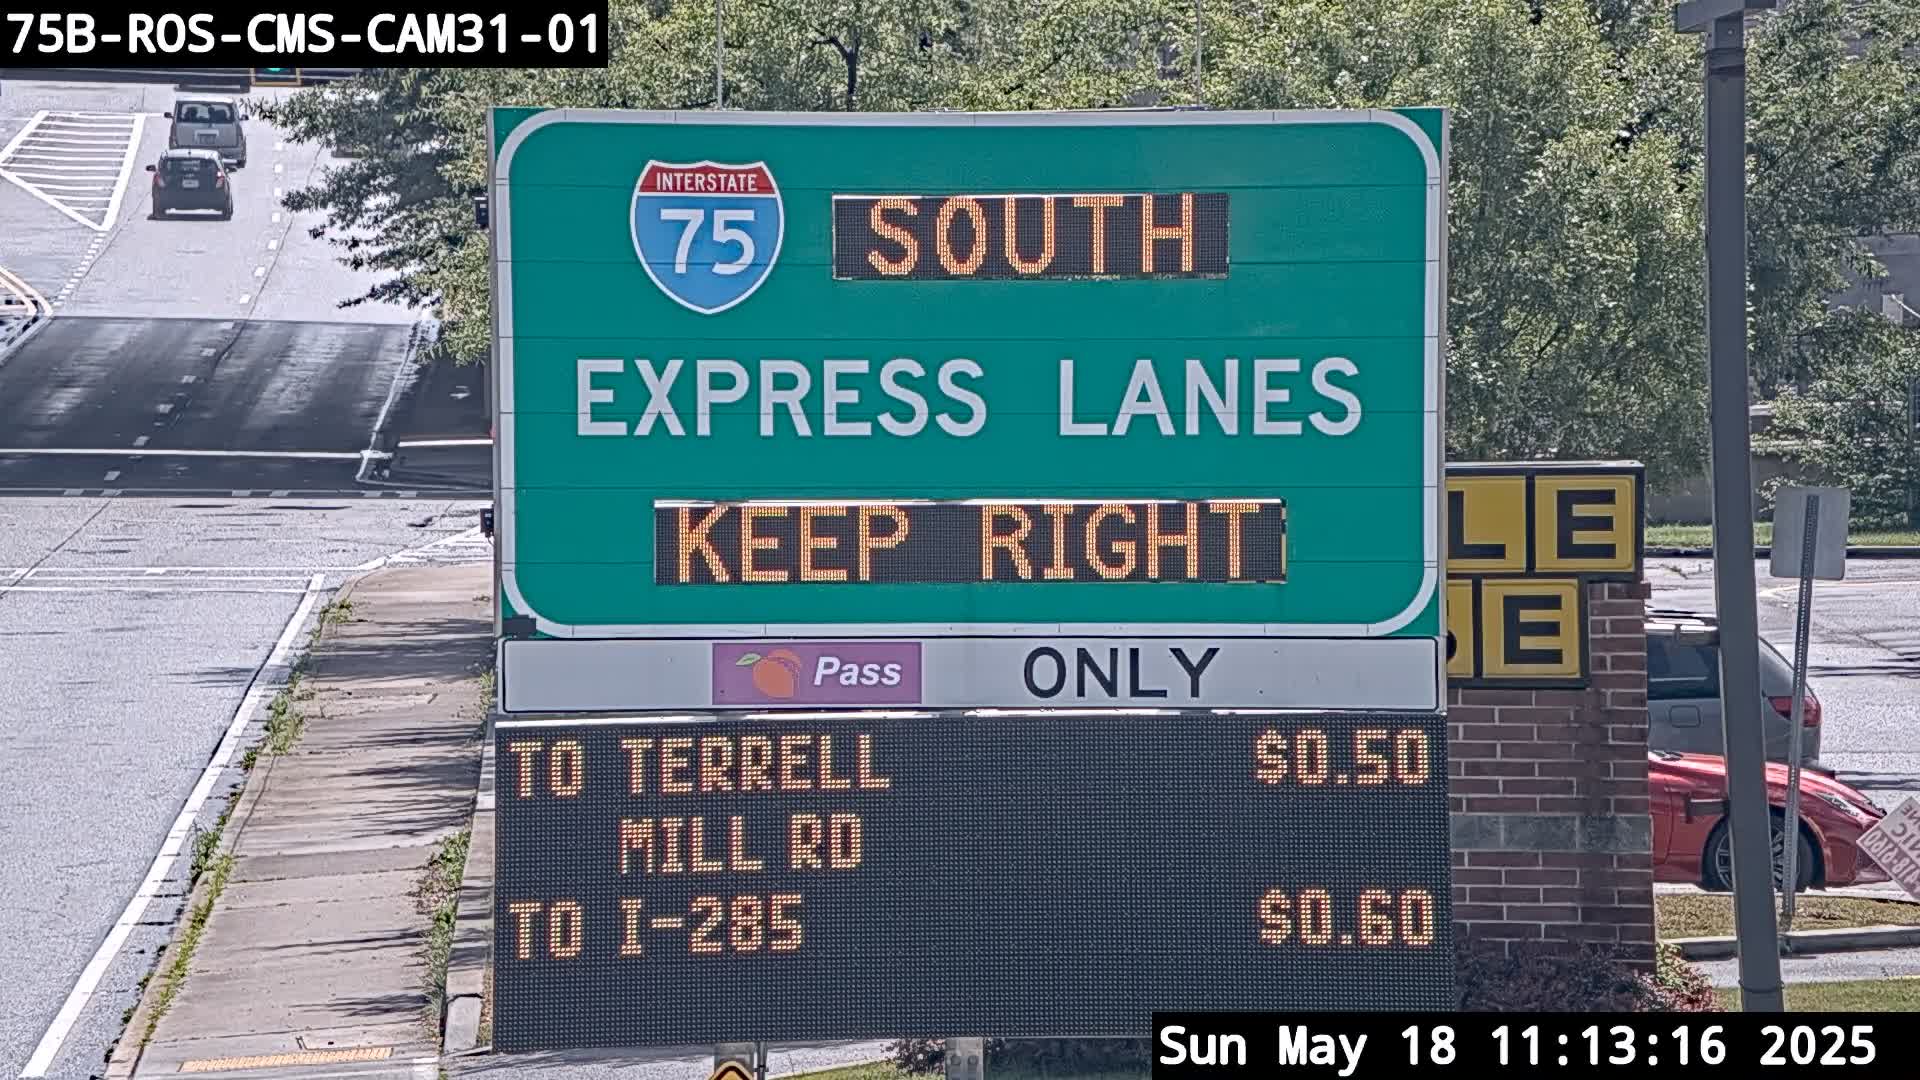 75B-ROS-CMS-CAM31-01
INTERSTATE
75
SOUTH
EXPRESS LANES
KEEP RIGHT
Pass ONLY
TO TERRELL $0.50
MILL RD
TO I-285 $0.60
Sun May 18 11:13:16 2025